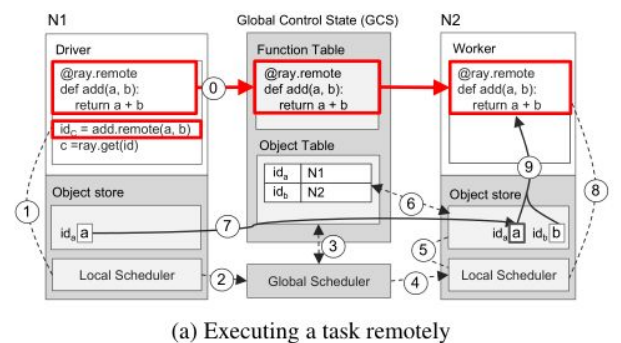 N1
Global Control State (GCS)
N2
Driver
@ray.remote
def add(a, b):
return a + b
id_c = add.remote(a, b)
c =ray.get(id)
0
Function Table
@ray.remote
def add(a, b):
return a + b
Worker
@ray.remote
def add(a, b):
return a + b
Object Table
id_a N1
id_b N2
Object store
id_a a
Object store
id_a a id_b b
1
7
6
9
8
3
5
Local Scheduler
2
Global Scheduler
4
Local Scheduler
(a) Executing a task remotely